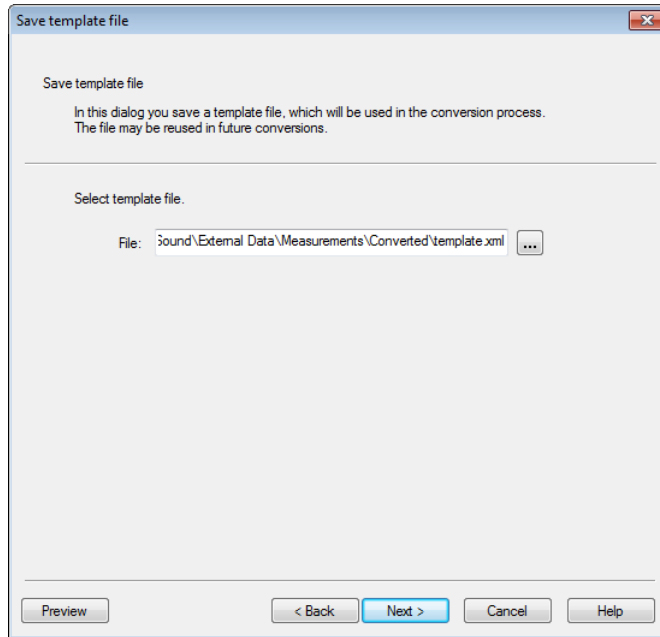 Save template file
Save template file
In this dialog you save a template file, which will be used in the conversion process.
The file may be reused in future conversions.
Select template file.
File: Sound\External Data\Measurements\Converted\template.xml ...
Preview < Back Next > Cancel Help